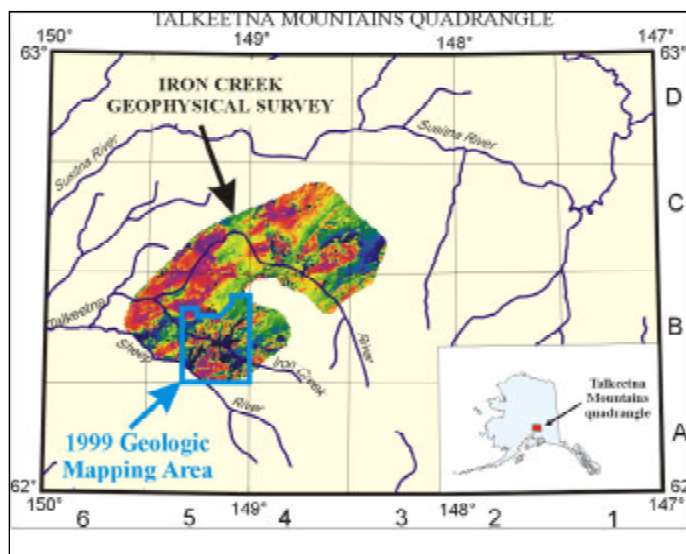 TALKEETNA MOUNTAINS QUADRANGLE
150° 149° 148° 147°
63° 63°
IRON CREEK
GEOPHYSICAL SURVEY
D
Susitna River
Susitna River
C
Talkeetna
B
Sheep
Iron Creek
River
River
Talkeetna
Mountains
quadrangle
A
1999 Geologic
Mapping Area
62° 62°
150° 149° 148° 147°
6 5 4 3 2 1